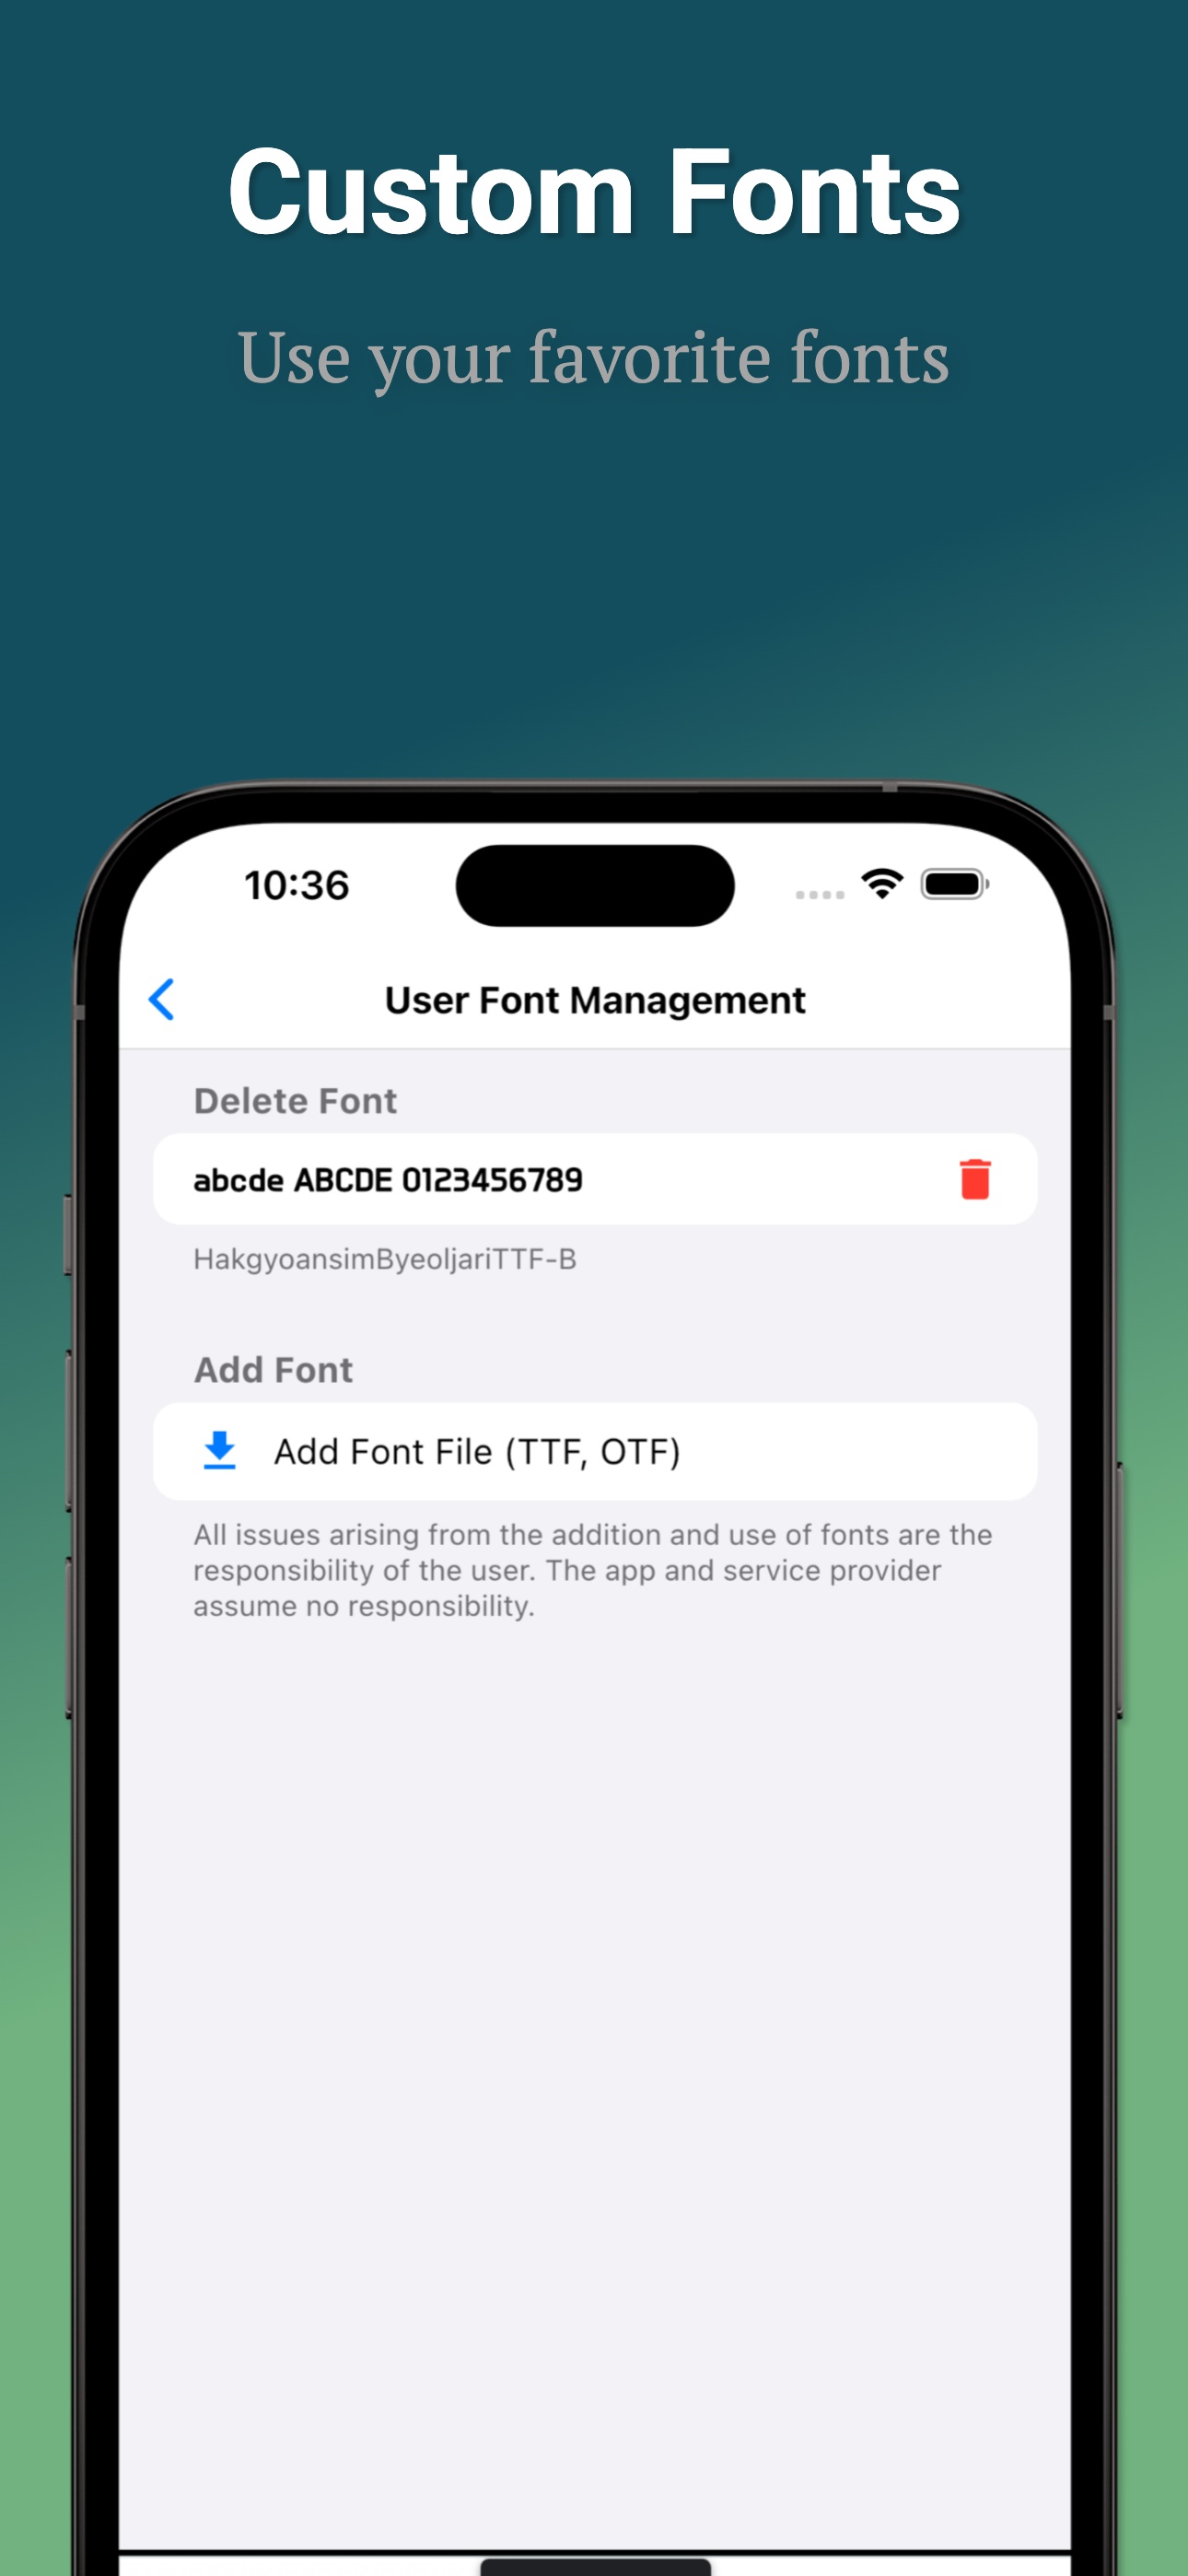 Custom Fonts
Use your favorite fonts
10:36
User Font Management
Delete Font
abcde ABCDE 0123456789
HakgyoansimByeoljariTTF-B
Add Font
Add Font File (TTF, OTF)
All issues arising from the addition and use of fonts are the
responsibility of the user. The app and service provider
assume no responsibility.